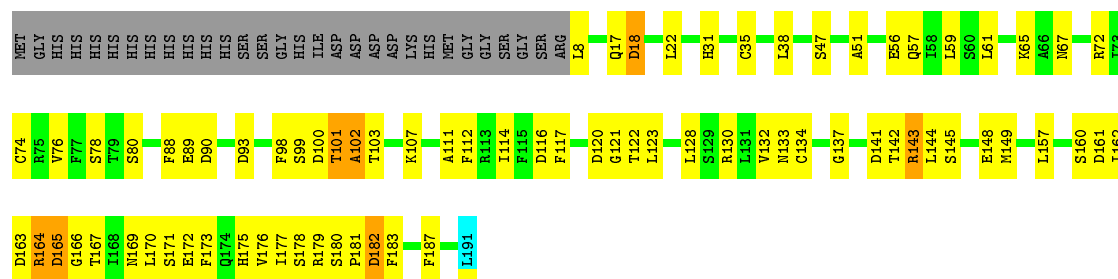 MET GLY HIS HIS HIS HIS HIS HIS HIS HIS HIS HIS SER SER GLY HIS ILE ASP ASP ASP ASP LYS HIS MET GLY GLY SER GLY SER ARG L8 Q17 D18 L22 H31 C35 L38 S47 A51 E56 Q57 I58 L59 S60 L61 K65 A66 N67 R72 I73
C74 R75 V76 F77 S78 T79 S80 F88 E89 D90 D93 F98 S99 D100 T101 A102 T103 K107 A111 F112 R113 I114 F115 D116 F117 D120 G121 T122 L123 L128 S129 R130 L131 V132 N133 C134 G137 D141 T142 R143 L144 S145 E148 M149 L157 S160 D161 I162
D163 R164 D165 G166 T167 I168 N169 L170 S171 E172 F173 Q174 H175 V176 I177 S178 R179 S180 P181 D182 F183 F187 L191